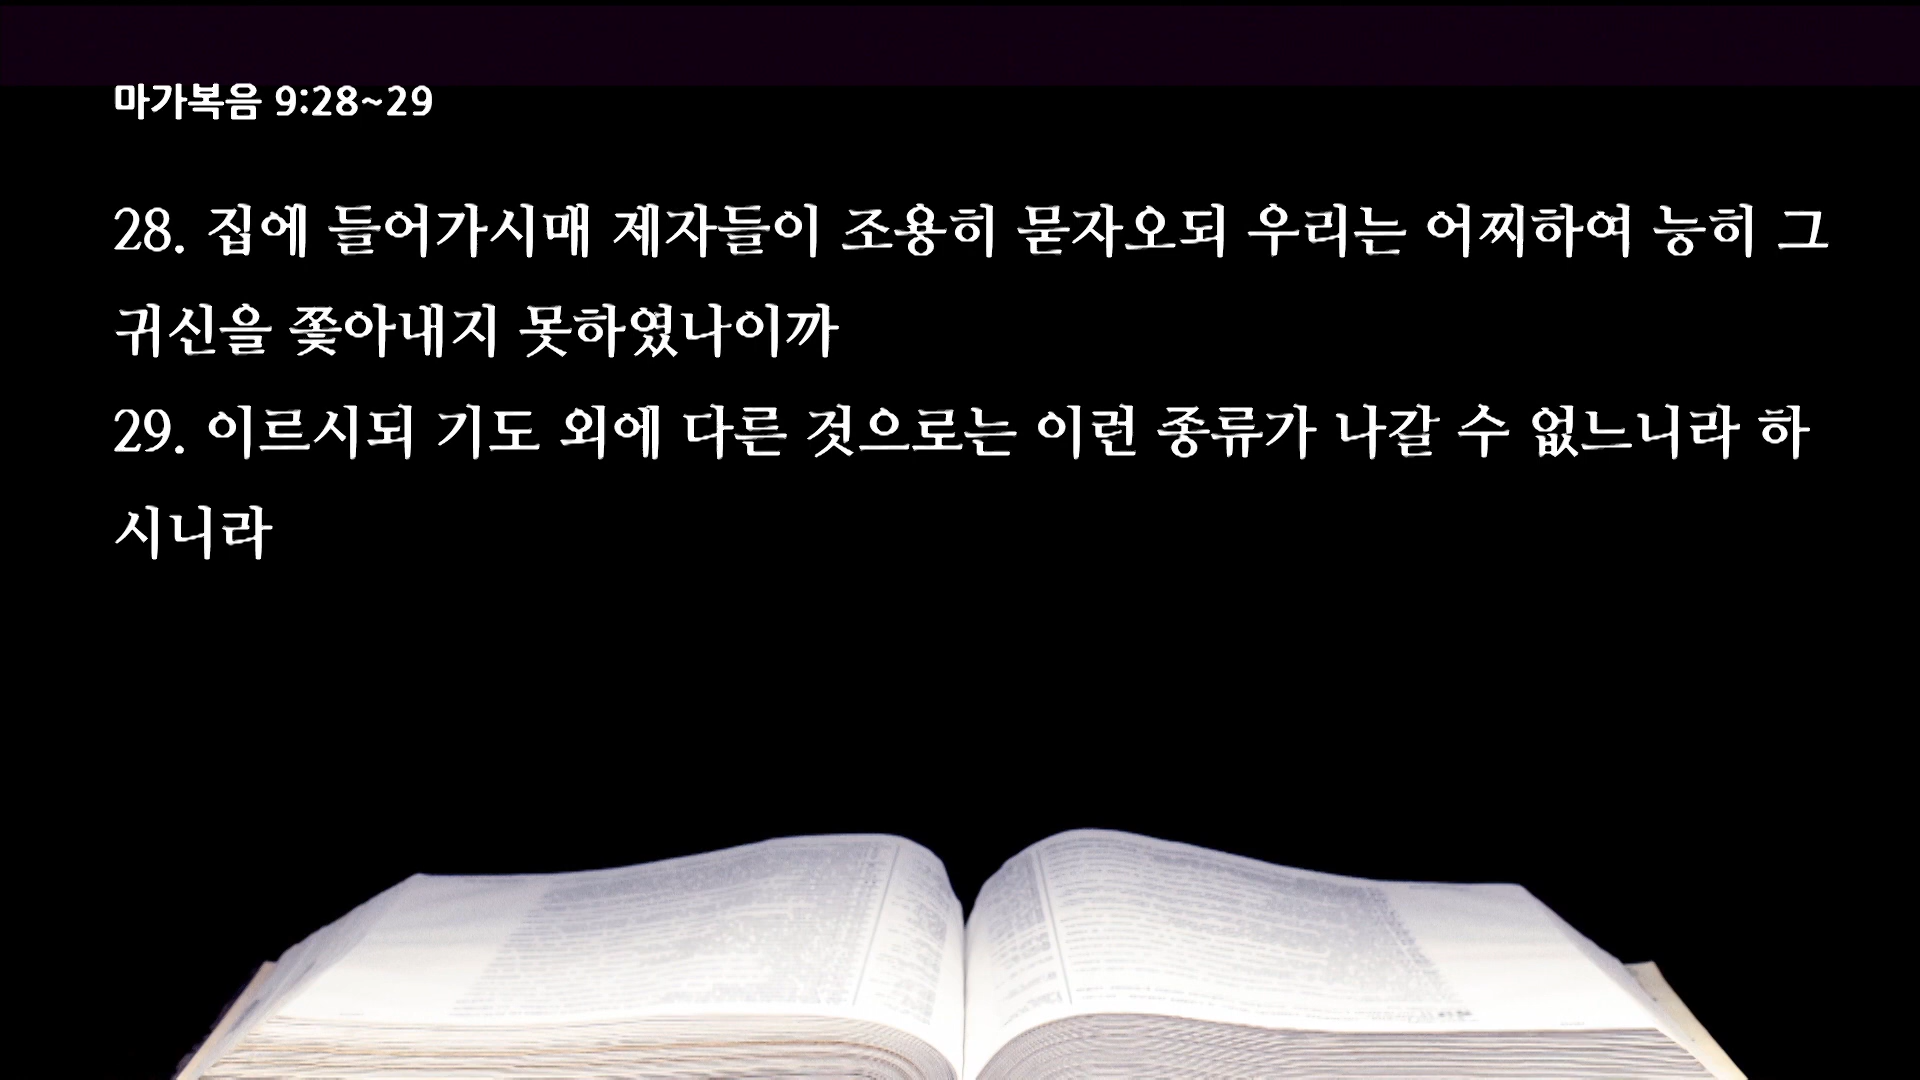 마가복음 9:28~29
28. 집에 들어가시매 제자들이 조용히 묻자오되 우리는 어찌하여 능히 그
귀신을 쫓아내지 못하였나이까
29. 이르시되 기도 외에 다른 것으로는 이런 종류가 나갈 수 없느니라 하
시니라